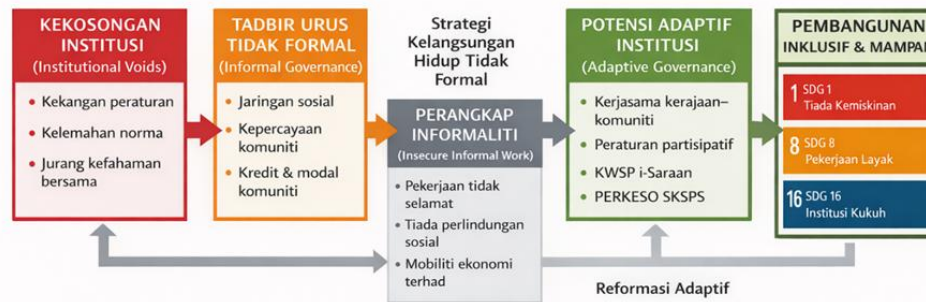 KEKOSONGAN
INSTITUSI
(Institutional Voids)
• Kekangan peraturan
• Kelemahan norma
• Jurang kefahaman
bersama
TADBIR URUS
TIDAK FORMAL
(Informal Governance)
• Jaringan sosial
• Kepercayaan
komuniti
• Kredit & modal
komuniti
Strategi
Kelangsungan
Hidup Tidak
Formal
PERANGKAP
INFORMALITI
(Insecure Informal Work)
• Pekerjaan tidak
selamat
• Tiada perlindungan
sosial
• Mobiliti ekonomi
terhad
POTENSI ADAPTIF
INSTITUSI
(Adaptive Governance)
• Kerjasama kerajaan–
komuniti
• Peraturan partisipatif
• KWSP i-Saraan
• PERKESO SKSPS
PEMBANGUNAN
INKLUSIF & MAMPA
1 SDG 1
Tiada Kemiskinan
8 SDG 8
Pekerjaan Layak
16 SDG 16
Institusi Kukuh
Reformasi Adaptif